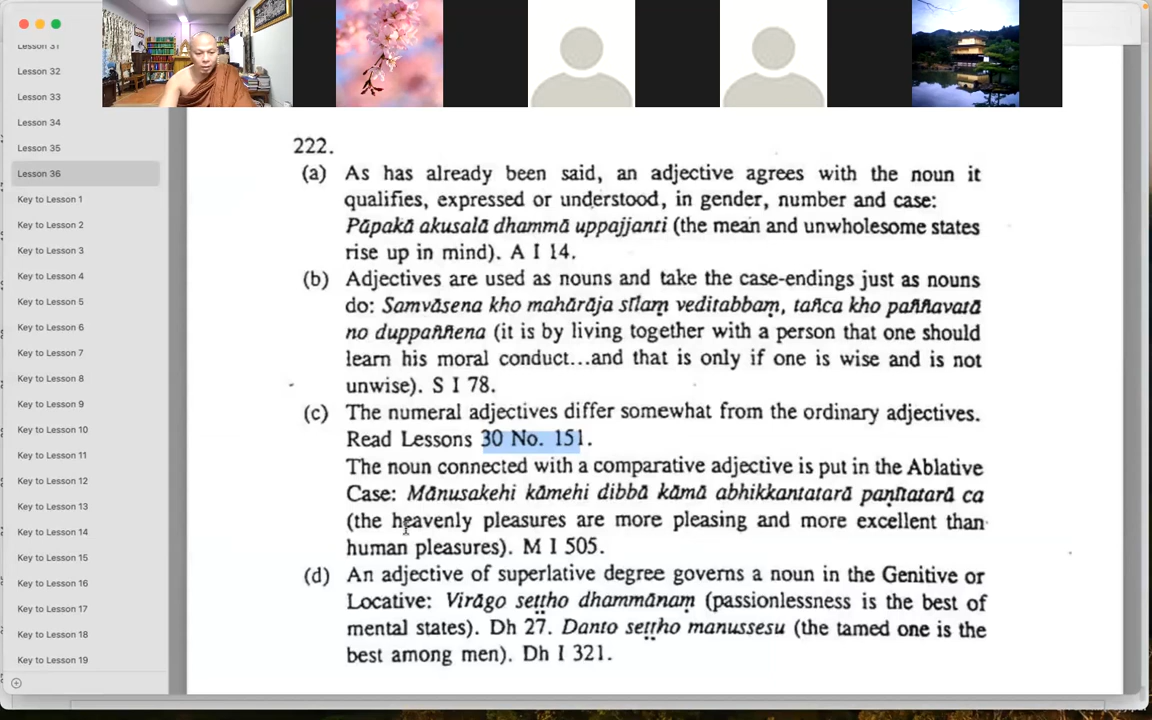 Lesson 31
Lesson 32
Lesson 33
Lesson 34
Lesson 35
Lesson 36
Key to Lesson 1
Key to Lesson 2
Key to Lesson 3
Key to Lesson 4
Key to Lesson 5
Key to Lesson 6
Key to Lesson 7
Key to Lesson 8
Key to Lesson 9
Key to Lesson 10
Key to Lesson 11
Key to Lesson 12
Key to Lesson 13
Key to Lesson 14
Key to Lesson 15
Key to Lesson 16
Key to Lesson 17
Key to Lesson 18
Key to Lesson 19
222.
(a) As has already been said, an adjective agrees with the noun it
qualifies, expressed or understood, in gender, number and case:
Pāpakā akusalā dhammā uppajjanti (the mean and unwholesome states
rise up in mind). A I 14.
(b) Adjectives are used as nouns and take the case-endings just as nouns
do: Samvāsena kho mahārāja sīlaṃ veditabbaṃ, tañca kho paññavatā
no duppaññena (it is by living together with a person that one should
learn his moral conduct...and that is only if one is wise and is not
unwise). S I 78.
(c) The numeral adjectives differ somewhat from the ordinary adjectives.
Read Lessons 30 No. 151.
The noun connected with a comparative adjective is put in the Ablative
Case: Mānusakehi kāmehi dibbā kāmā abhikkantatarā paṇītatarā ca
(the heavenly pleasures are more pleasing and more excellent than
human pleasures). M I 505.
(d) An adjective of superlative degree governs a noun in the Genitive or
Locative: Virāgo seṭṭho dhammānaṃ (passionlessness is the best of
mental states). Dh 27. Danto seṭṭho manussesu (the tamed one is the
best among men). Dh I 321.